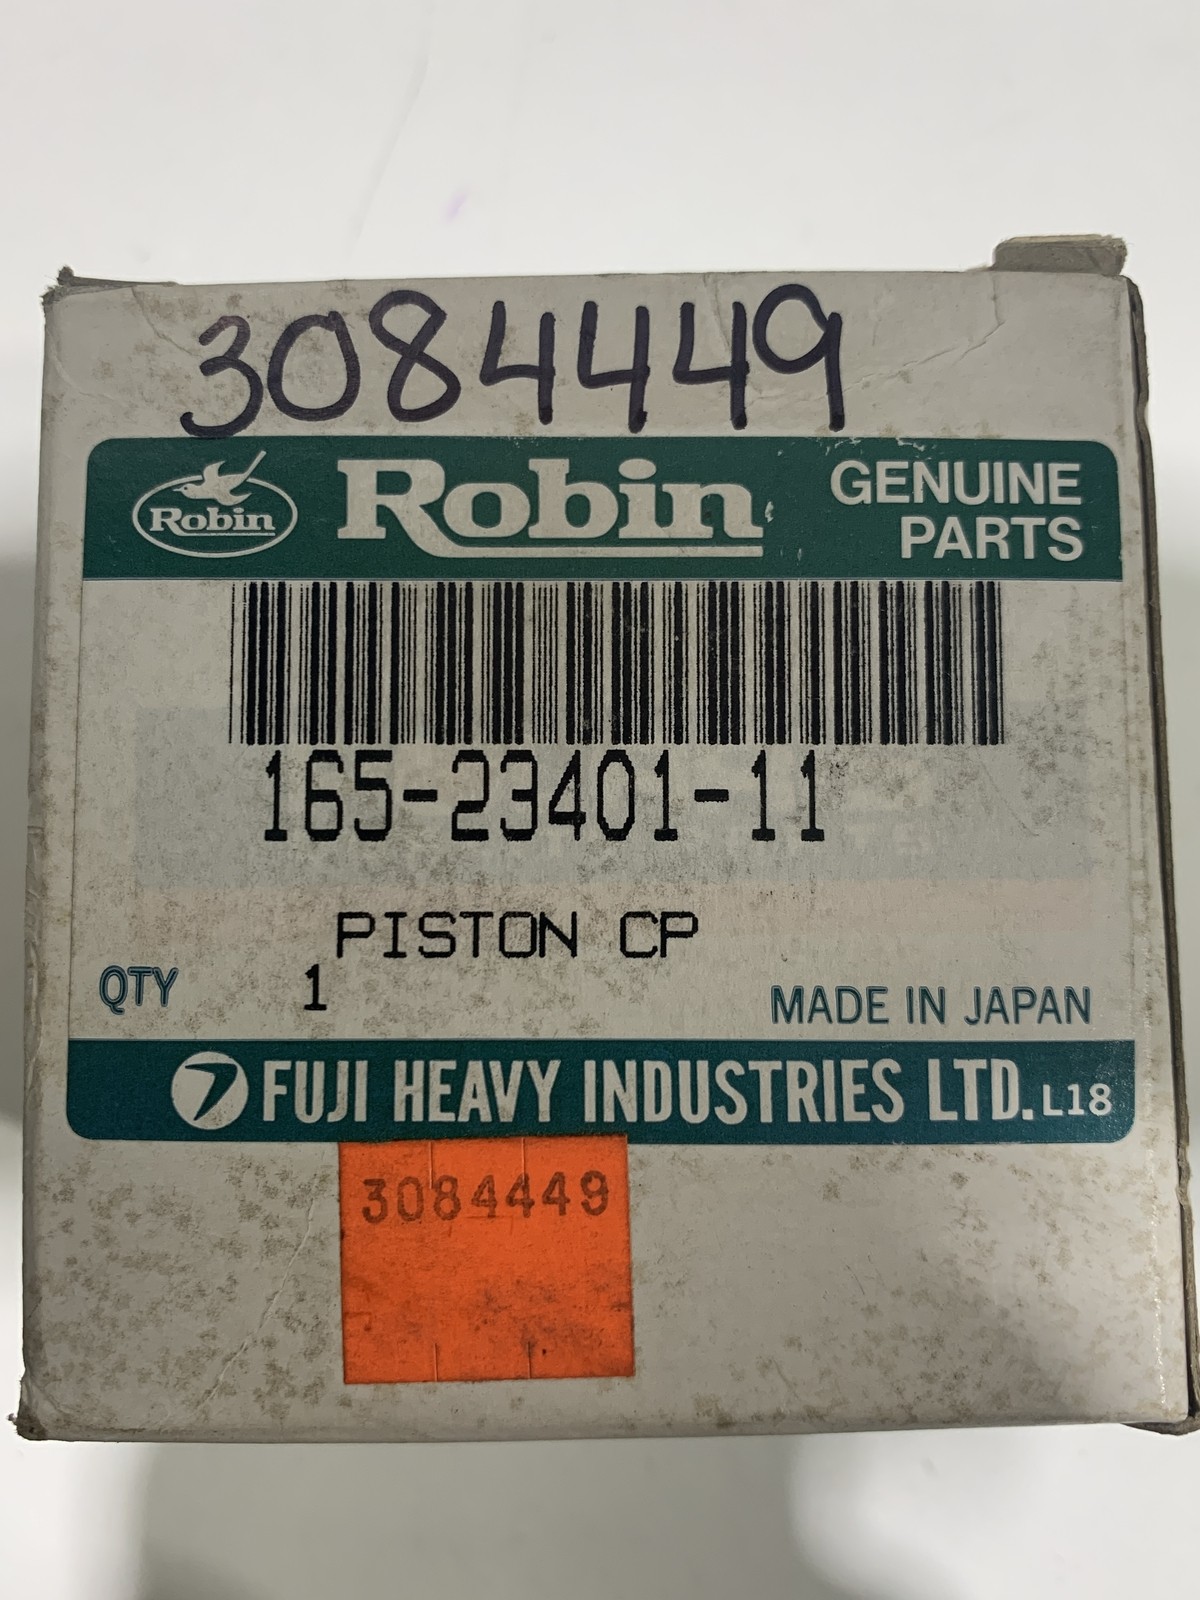 3084449
Robin
Robin
GENUINE
PARTS
165-23401-11
PISTON CP
QTY 1
MADE IN JAPAN
FUJI HEAVY INDUSTRIES LTD. L18
3084449